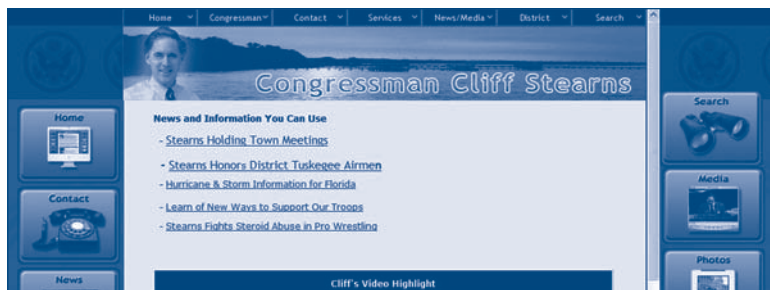 Home Congressman Contact Services News/Media District Search
Congressman Cliff Stearns
Home
Contact
News
News and Information You Can Use
- Stearns Holding Town Meetings
- Stearns Honors District Tuskegee Airmen
- Hurricane & Storm Information for Florida
- Learn of New Ways to Support Our Troops
- Stearns Fights Steroid Abuse in Pro Wrestling
Cliff's Video Highlight
Search
Media
Photos